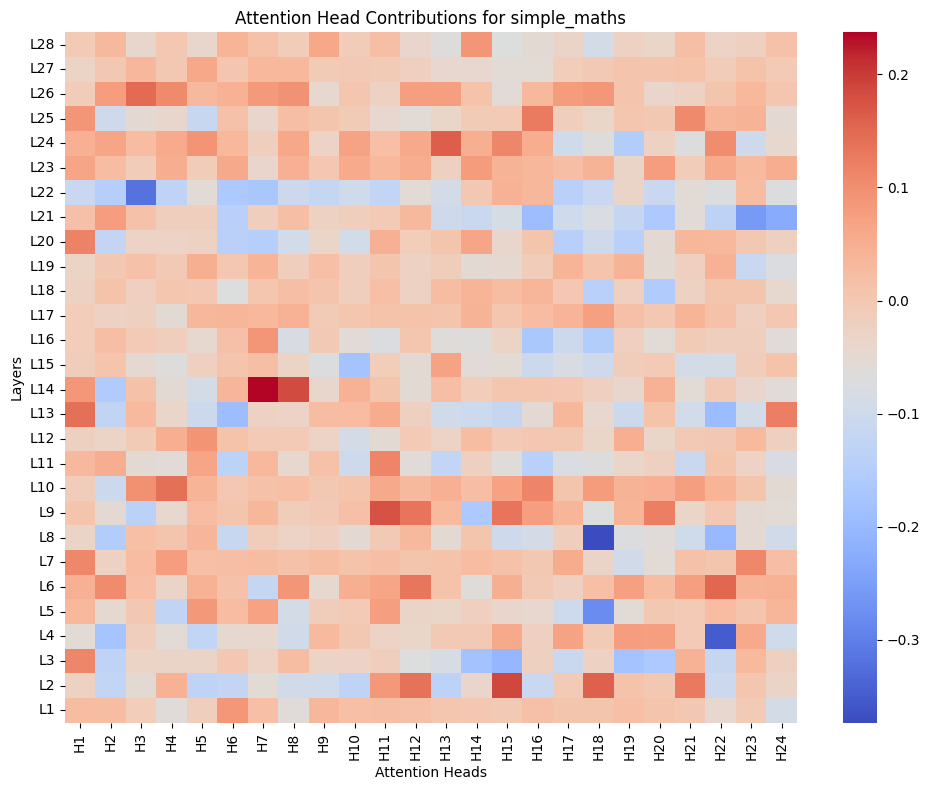 Attention Head Contributions for simple_maths
Layers
L28
L27
L26
L25
L24
L23
L22
L21
L20
L19
L18
L17
L16
L15
L14
L13
L12
L11
L10
L9
L8
L7
L6
L5
L4
L3
L2
L1
H1 H2 H3 H4 H5 H6 H7 H8 H9 H10 H11 H12 H13 H14 H15 H16 H17 H18 H19 H20 H21 H22 H23 H24
Attention Heads
0.2
0.1
0.0
−0.1
−0.2
−0.3